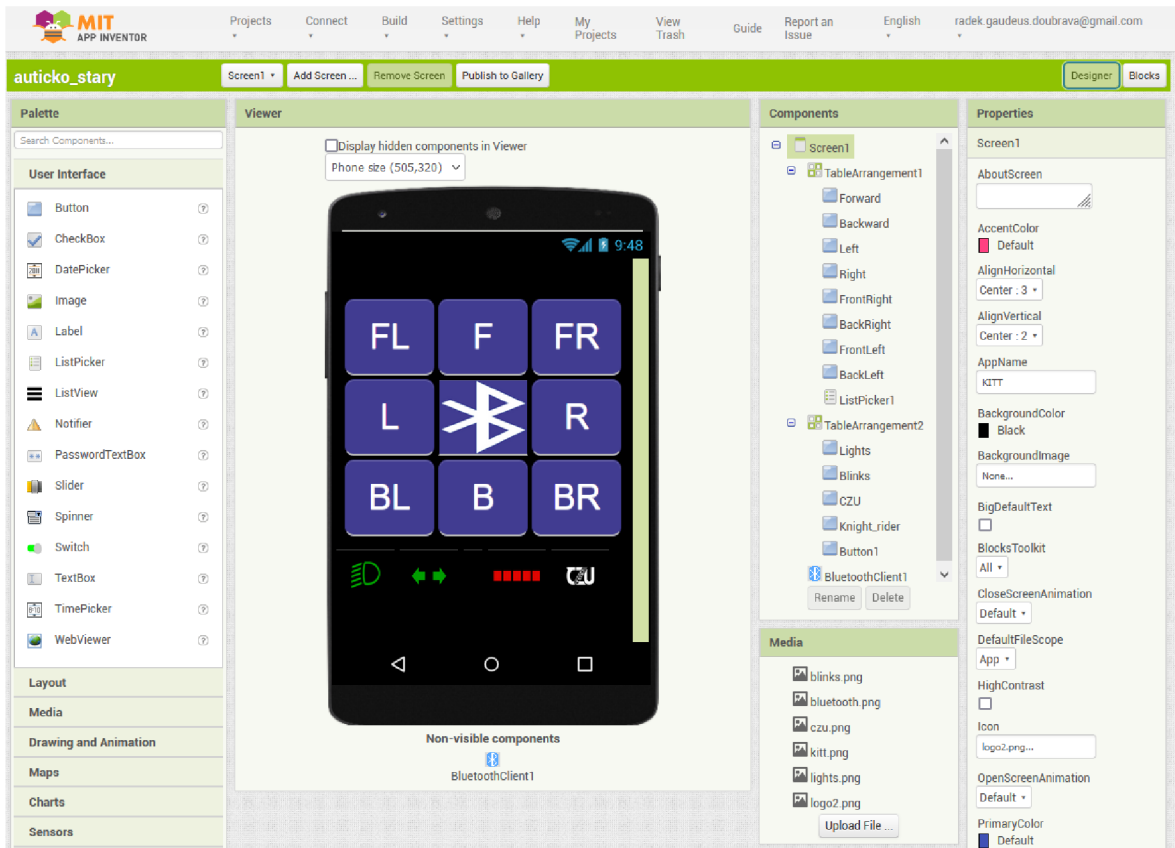 MIT
APP INVENTOR
Projects
Connect
Build
Settings
Help
My Projects
View Trash
Guide
Report an Issue
English
radek.gaudeus.doubrava@gmail.com
auticko_stary
Screen1
Add Screen ...
Remove Screen
Publish to Gallery
Designer
Blocks
Palette
Search Components...
User Interface
Button
CheckBox
DatePicker
Image
Label
ListPicker
ListView
Notifier
PasswordTextBox
Slider
Spinner
Switch
TextBox
TimePicker
WebViewer
Layout
Media
Drawing and Animation
Maps
Charts
Sensors
Viewer
Display hidden components in Viewer
Phone size (505,320)
9:48
FL F FR
L R
BL B BR
CZU
Non-visible components
BluetoothClient1
Components
Screen1
TableArrangement1
Forward
Backward
Left
Right
FrontRight
BackRight
FrontLeft
BackLeft
ListPicker1
TableArrangement2
Lights
Blinks
CZU
Knight_rider
Button1
BluetoothClient1
Rename Delete
Media
blinks.png
bluetooth.png
czu.png
kitt.png
lights.png
logo2.png
Upload File ...
Properties
Screen1
AboutScreen
AccentColor
Default
AlignHorizontal
Center : 3
AlignVertical
Center : 2
AppName
KITT
BackgroundColor
Black
BackgroundImage
None...
BigDefaultText
BlocksToolkit
All
CloseScreenAnimation
Default
DefaultFileScope
App
HighContrast
Icon
logo2.png...
OpenScreenAnimation
Default
PrimaryColor
Default